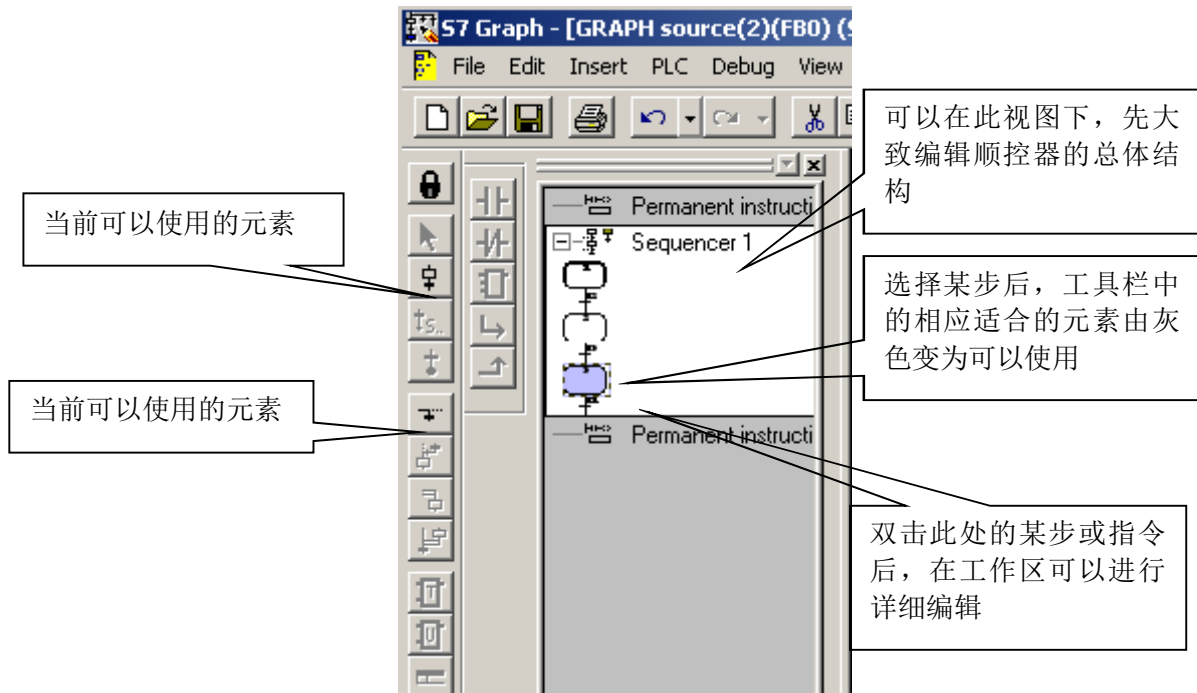 S7 Graph - [GRAPH source(2)(FB0) (S
File Edit Insert PLC Debug View
可以在此视图下，先大
致编辑顺控器的总体结
构
当前可以使用的元素
Permanent instructi
Sequencer 1
选择某步后，工具栏中
的相应适合的元素由灰
色变为可以使用
当前可以使用的元素
Permanent instructi
双击此处的某步或指令
后，在工作区可以进行
详细编辑